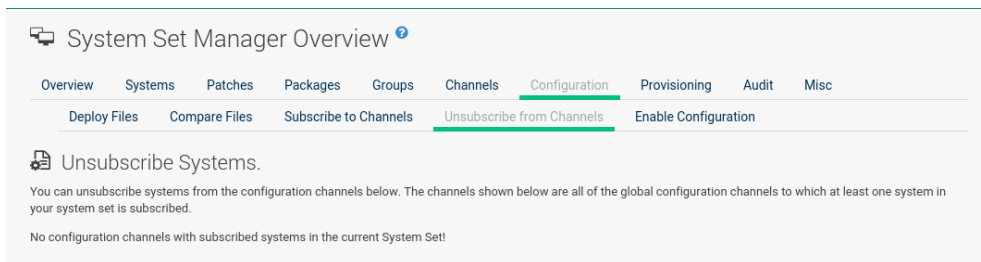 System Set Manager Overview ?
Overview Systems Patches Packages Groups Channels Configuration Provisioning Audit Misc
Deploy Files Compare Files Subscribe to Channels Unsubscribe from Channels Enable Configuration
Unsubscribe Systems.
You can unsubscribe systems from the configuration channels below. The channels shown below are all of the global configuration channels to which at least one system in
your system set is subscribed.
No configuration channels with subscribed systems in the current System Set!